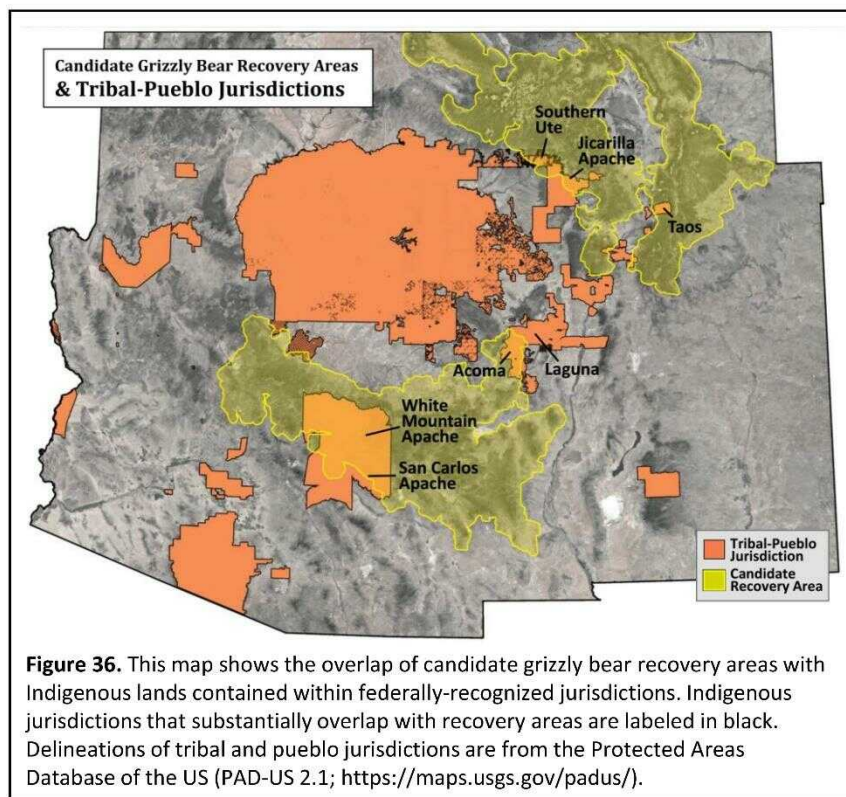 Candidate Grizzly Bear Recovery Areas
& Tribal-Pueblo Jurisdictions
Southern
Ute
Jicarilla
Apache
Taos
Acoma
Laguna
White
Mountain
Apache
San Carlos
Apache
Tribal-Pueblo
Jurisdiction
Candidate
Recovery Area
Figure 36. This map shows the overlap of candidate grizzly bear recovery areas with
Indigenous lands contained within federally-recognized jurisdictions. Indigenous
jurisdictions that substantially overlap with recovery areas are labeled in black.
Delineations of tribal and pueblo jurisdictions are from the Protected Areas
Database of the US (PAD-US 2.1; https://maps.usgs.gov/padus/).